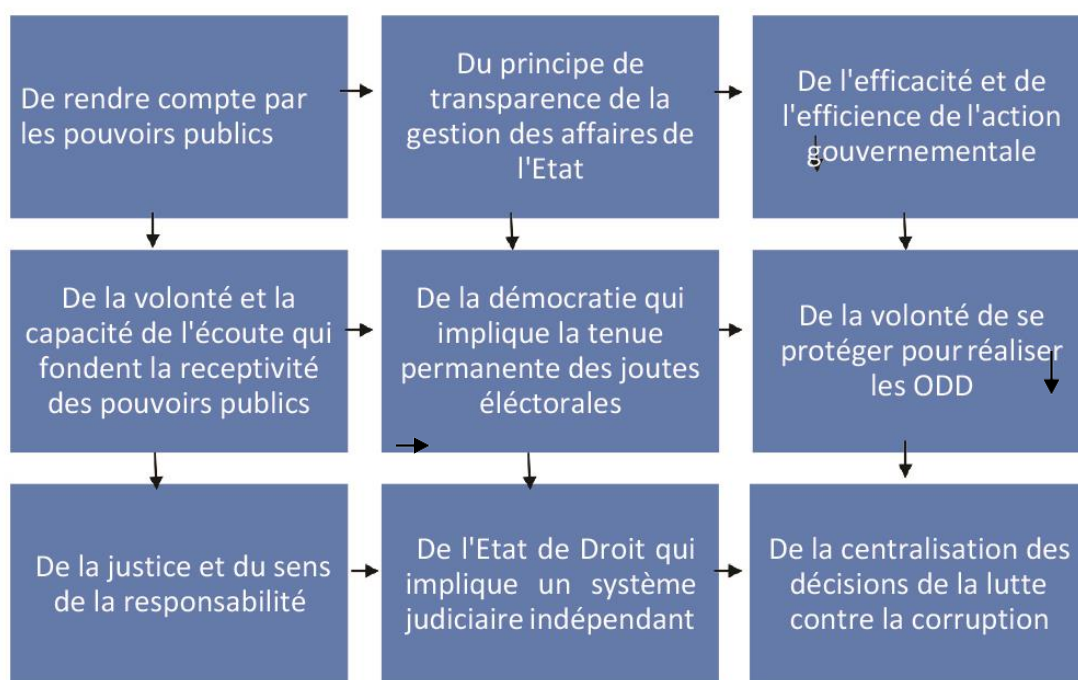 De rendre compte par
les pouvoirs publics
Du principe de
transparence de la
gestion des affaires de
l'Etat
De l'efficacité et de
l'efficience de l'action
gouvernementale
De la volonté et la
capacité de l'écoute qui
fondent la receptivité
des pouvoirs publics
De la démocratie qui
implique la tenue
permanente des joutes
éléctorales
De la volonté de se
protéger pour réaliser
les ODD
De la justice et du sens
de la responsabilité
De l'Etat de Droit qui
implique un système
judiciaire indépendant
De la centralisation des
décisions de la lutte
contre la corruption